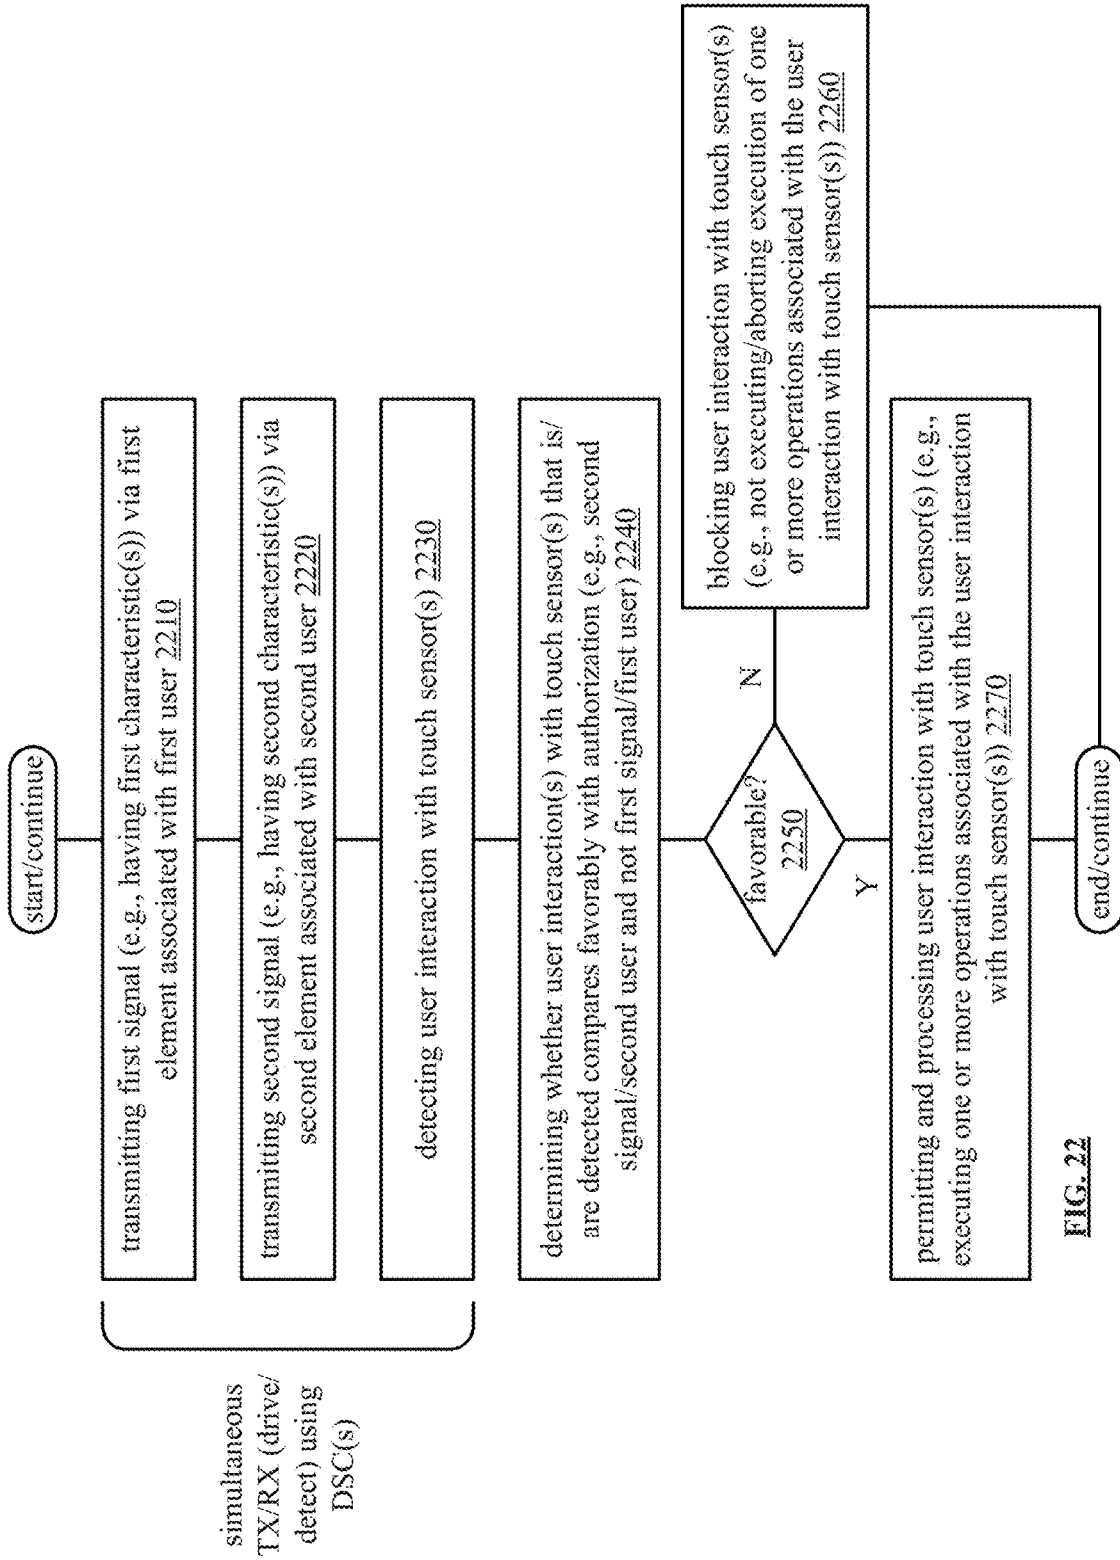 start/continue
transmitting first signal (e.g., having first characteristic(s)) via first
element associated with first user 2210
transmitting second signal (e.g., having second characteristic(s)) via
second element associated with second user 2220
detecting user interaction with touch sensor(s) 2230
simultaneous
TX/RX (drive/
detect) using
DSC(s)
determining whether user interaction(s) with touch sensor(s) that is/
are detected compares favorably with authorization (e.g., second
signal/second user and not first signal/first user) 2240
favorable?
2250
N
blocking user interaction with touch sensor(s)
(e.g., not executing/aborting execution of one
or more operations associated with the user
interaction with touch sensor(s)) 2260
Y
permitting and processing user interaction with touch sensor(s) (e.g.,
executing one or more operations associated with the user interaction
with touch sensor(s)) 2270
end/continue
FIG. 22